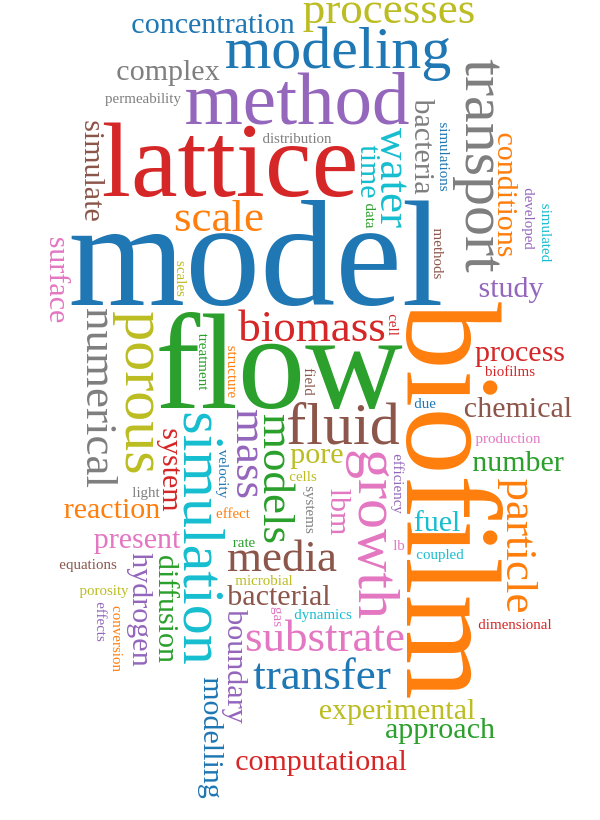 processes
concentration
modeling
complex
method
permeability
transport
bacteria
simulations
simulate
lattice
distribution
water
time
conditions
developed
simulated
scale
data
model
methods
surface
scales
study
numerical
porous
flow
biomass
cell
biofilm
process
treatment
structure
field
biofilms
due
chemical
fluid
simulation
mass
models
production
system
pore
growth
efficiency
number
velocity
cells
particle
light
systems
lbm
reaction
effect
fuel
present
rate
lb
coupled
media
equations
hydrogen
diffusion
microbial
porosity
bacterial
effects
conversion
gas
dynamics
boundary
dimensional
substrate
transfer
modelling
experimental
approach
computational